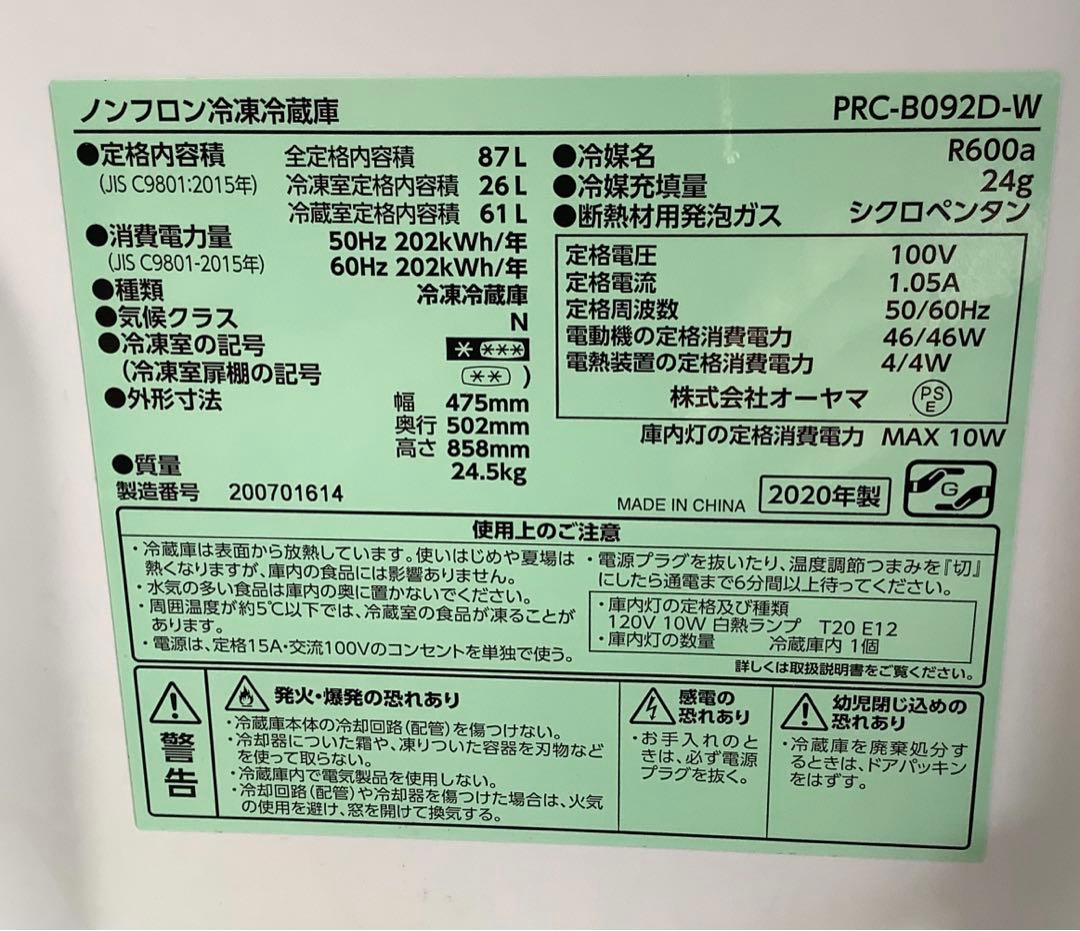 ノンフロン冷凍冷蔵庫
PRC-B092D-W
●定格内容積 全定格内容積 87L
(JIS C9801:2015年) 冷凍室定格内容積 26L
冷蔵室定格内容積 61L
●消費電力量 50Hz 202kWh/年
(JIS C9801-2015年) 60Hz 202kWh/年
●種類 冷凍冷蔵庫
●気候クラス N
●冷凍室の記号 * ***
(冷凍室扉棚の記号 ** )
●外形寸法 幅 475mm
奥行 502mm
高さ 858mm
●質量 24.5kg
製造番号 200701614
●冷媒名 R600a
●冷媒充填量 24g
●断熱材用発泡ガス シクロペンタン
定格電圧 100V
定格電流 1.05A
定格周波数 50/60Hz
電動機の定格消費電力 46/46W
電熱装置の定格消費電力 4/4W
株式会社オーヤマ PS E
庫内灯の定格消費電力 MAX 10W
MADE IN CHINA 2020年製 G
使用上のご注意
・冷蔵庫は表面から放熱しています。使いはじめや夏場は
熱くなりますが、庫内の食品には影響ありません。
・水気の多い食品は庫内の奥に置かないでください。
・周囲温度が約5℃以下では、冷蔵室の食品が凍ることが
あります。
・電源は、定格15A・交流100Vのコンセントを単独で使う。
・電源プラグを抜いたり、温度調節つまみを『切』
にしたら通電まで6分間以上待ってください。
・庫内灯の定格及び種類
120V 10W 白熱ランプ T20 E12
・庫内灯の数量 冷蔵庫内 1個
詳しくは取扱説明書をご覧ください。
警告
発火・爆発の恐れあり
・冷蔵庫本体の冷却回路(配管)を傷つけない。
・冷却器についた霜や、凍りついた容器を刃物など
を使って取らない。
・冷蔵庫内で電気製品を使用しない。
・冷却回路(配管)や冷却器を傷つけた場合は、火気
の使用を避け、窓を開けて換気する。
感電の
恐れあり
・お手入れのと
きは、必ず電源
プラグを抜く。
幼児閉じ込めの
恐れあり
・冷蔵庫を廃棄処分す
るときは、ドアパッキン
をはずす。